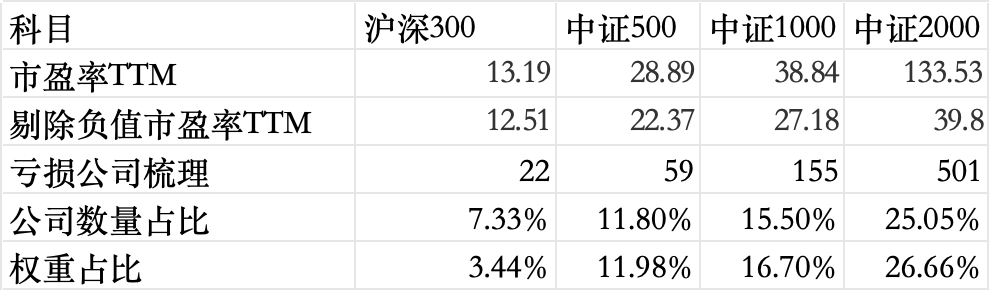 科目 沪深300 中证500 中证1000 中证2000
市盈率TTM 13.19 28.89 38.84 133.53
剔除负值市盈率TTM 12.51 22.37 27.18 39.8
亏损公司梳理 22 59 155 501
公司数量占比 7.33% 11.80% 15.50% 25.05%
权重占比 3.44% 11.98% 16.70% 26.66%